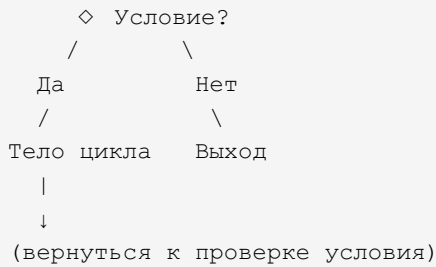 ◇ Условие?
/ \
Да Нет
/ \
Тело цикла Выход
|
↓
(вернуться к проверке условия)